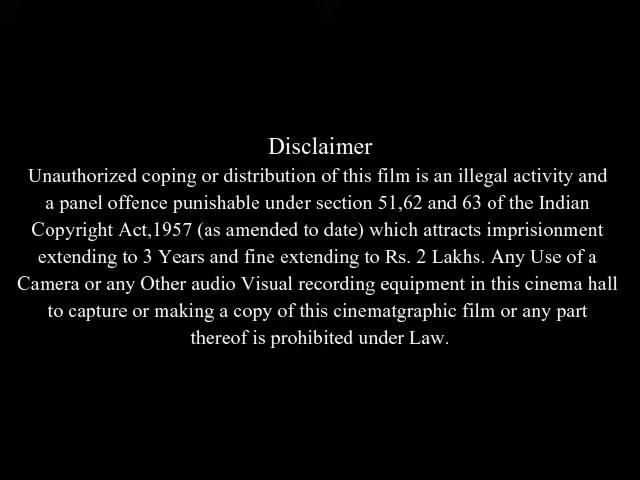 Disclaimer
Unauthorized coping or distribution of this film is an illegal activity and
a panel offence punishable under section 51,62 and 63 of the Indian
Copyright Act,1957 (as amended to date) which attracts imprisionment
extending to 3 Years and fine extending to Rs. 2 Lakhs. Any Use of a
Camera or any Other audio Visual recording equipment in this cinema hall
to capture or making a copy of this cinematgraphic film or any part
thereof is prohibited under Law.